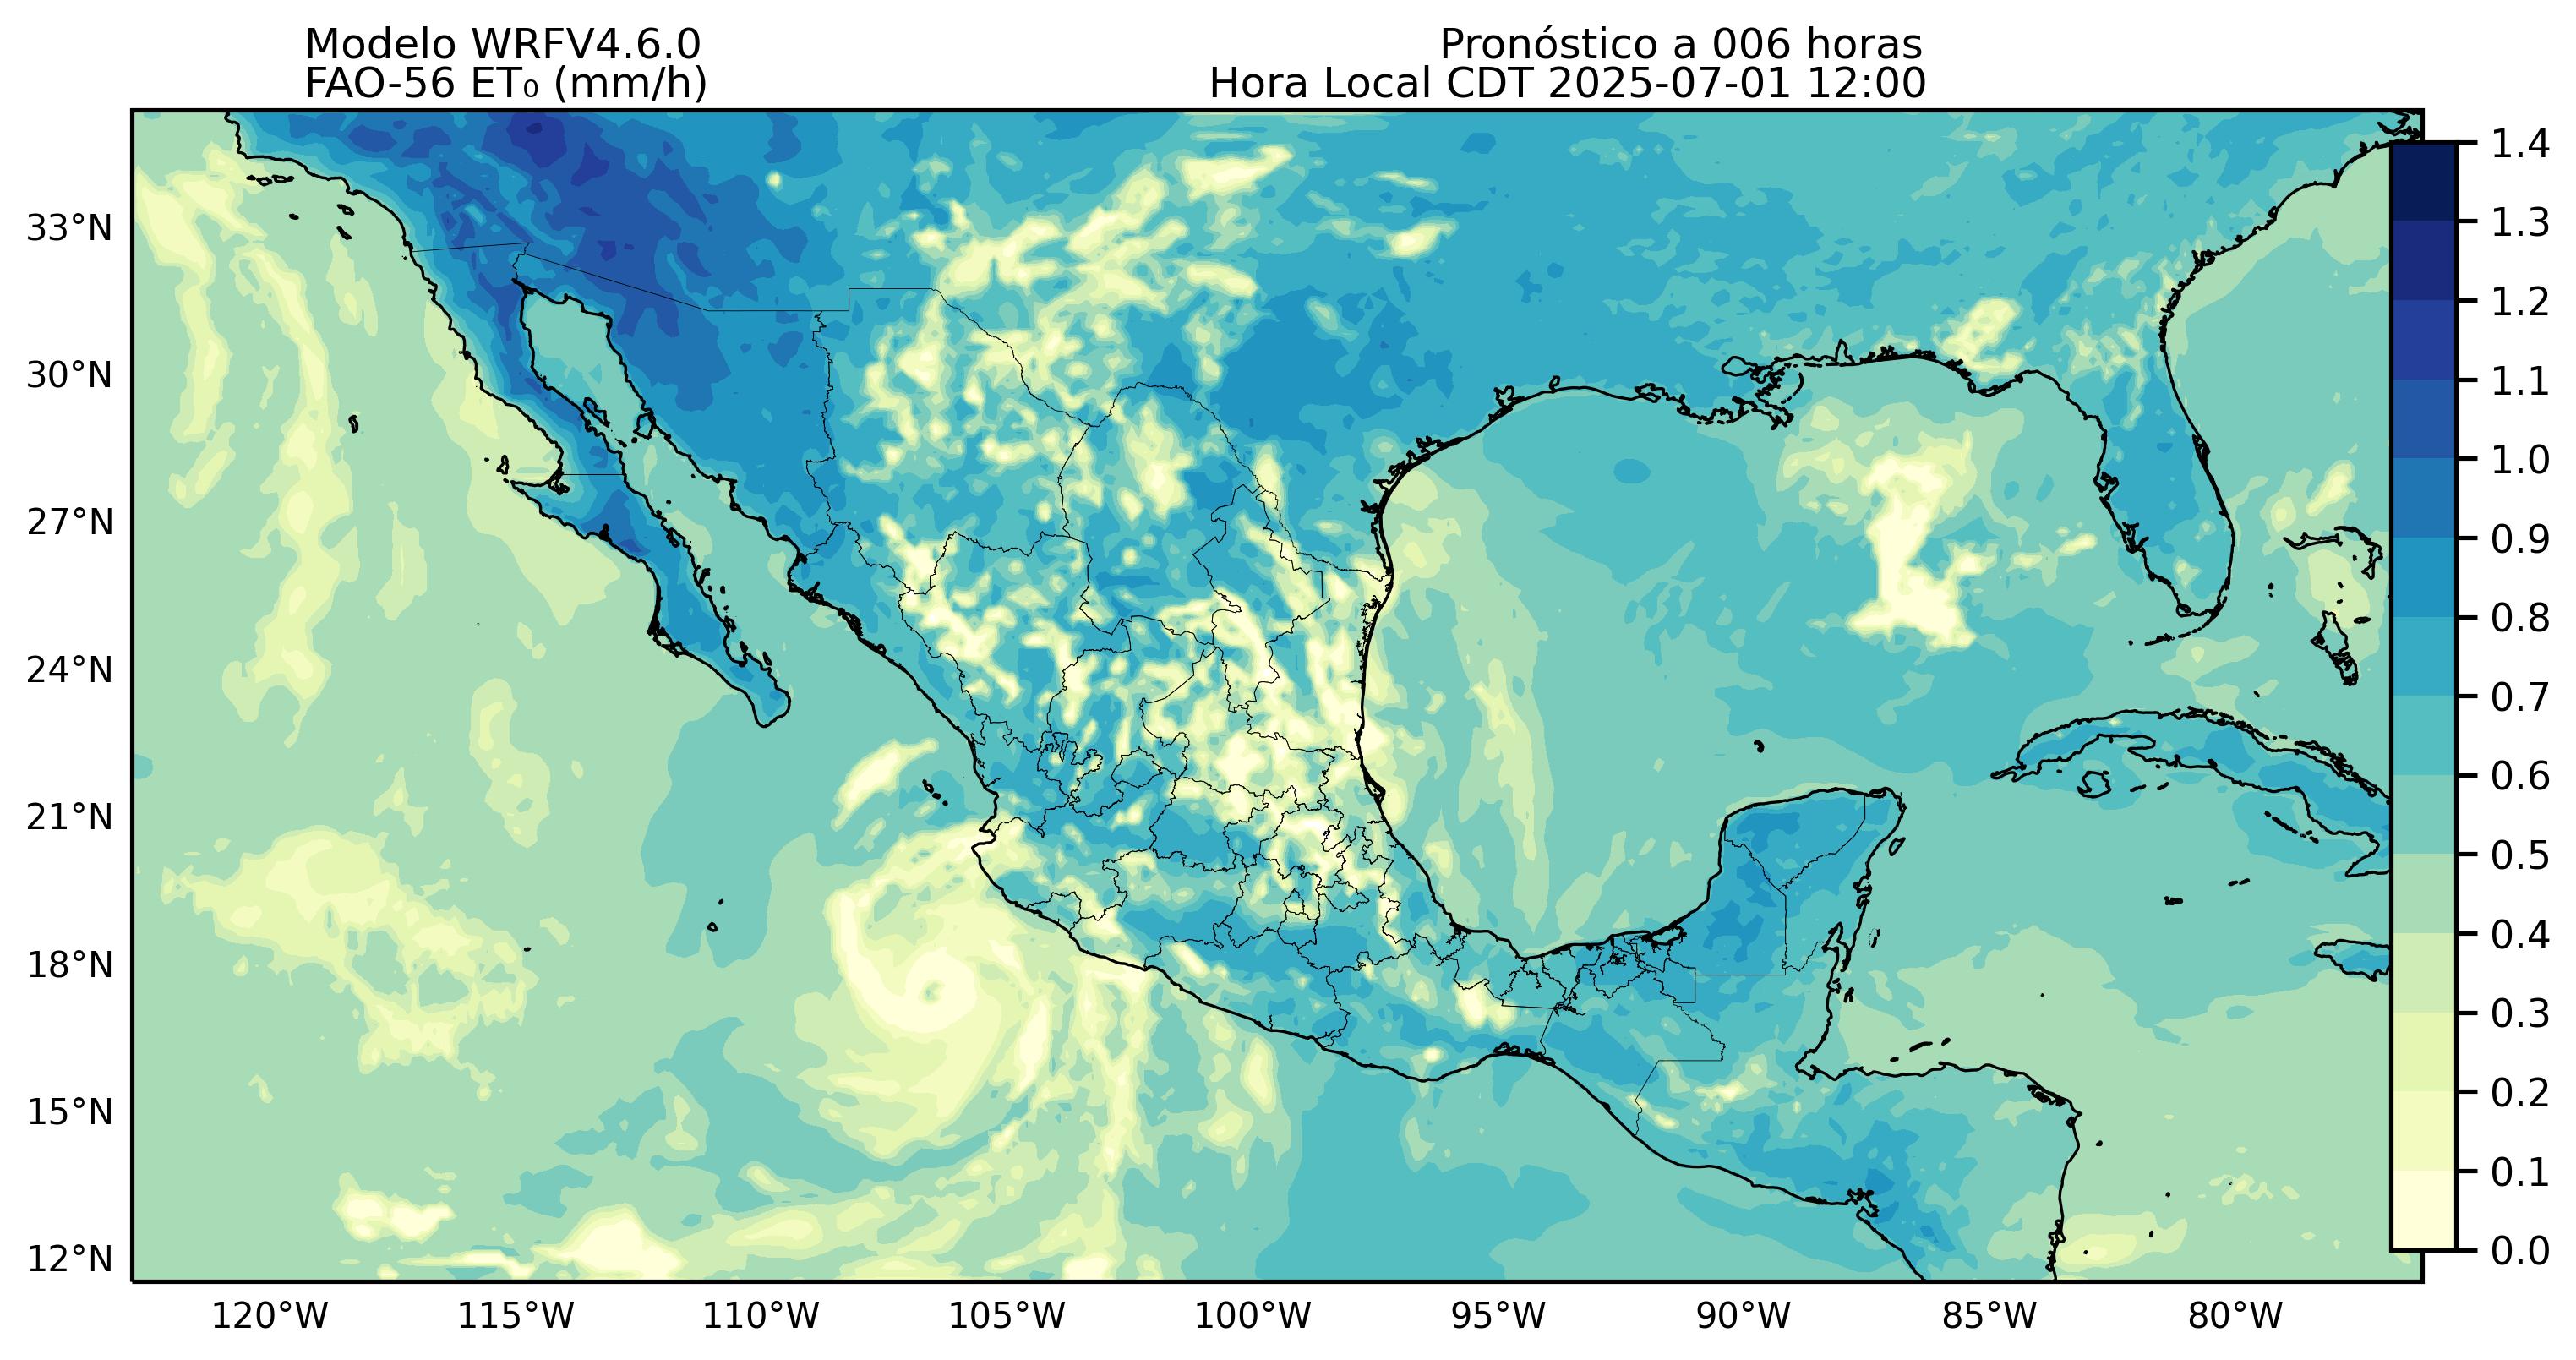 Modelo WRFV4.6.0
FAO-56 ET₀ (mm/h)
Pronóstico a 006 horas
Hora Local CDT 2025-07-01 12:00
33°N
30°N
27°N
24°N
21°N
18°N
15°N
12°N
120°W
115°W
110°W
105°W
100°W
95°W
90°W
85°W
80°W
1.4
1.3
1.2
1.1
1.0
0.9
0.8
0.7
0.6
0.5
0.4
0.3
0.2
0.1
0.0